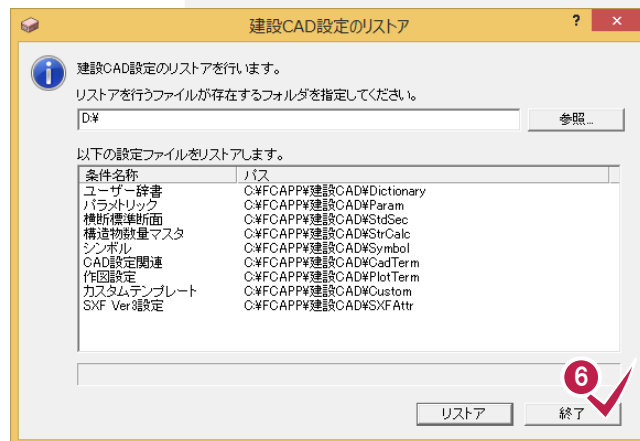 建設CAD設定のリストア
?
×
建設CAD設定のリストアを行います。
リストアを行うファイルが存在するフォルダを指定してください。
D:¥
参照...
以下の設定ファイルをリストアします。
条件名称 パス
ユーザー辞書 C:¥FCAPP¥建設CAD¥Dictionary
パラメトリック C:¥FCAPP¥建設CAD¥Param
横断標準断面 C:¥FCAPP¥建設CAD¥StdSec
構造物数量マスタ C:¥FCAPP¥建設CAD¥StrCalc
シンボル C:¥FCAPP¥建設CAD¥Symbol
CAD設定関連 C:¥FCAPP¥建設CAD¥CadTerm
作図設定 C:¥FCAPP¥建設CAD¥PlotTerm
カスタムテンプレート C:¥FCAPP¥建設CAD¥Custom
SXF Ver3設定 C:¥FCAPP¥建設CAD¥SXFAttr
6
リストア 終了